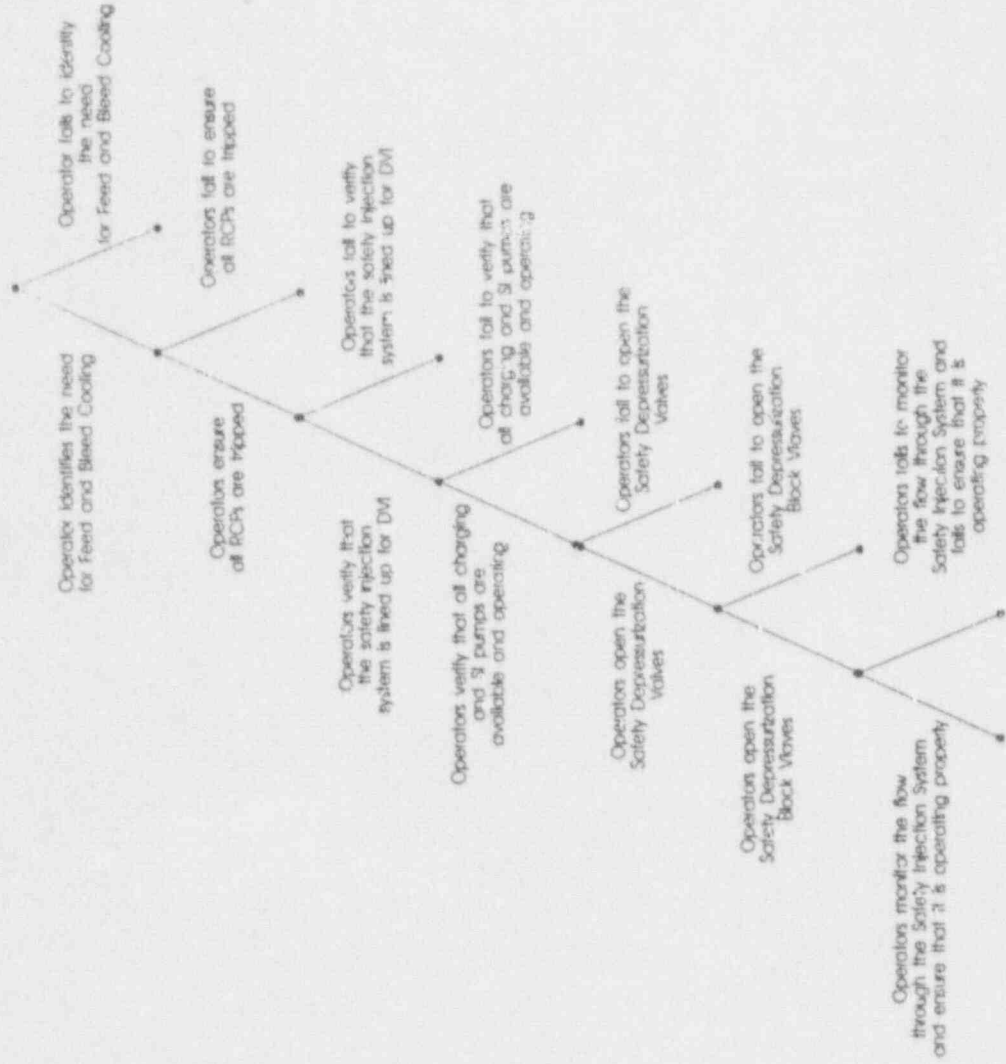 Operator fails to identity
the need
for Feed and Bleed Cooling
Operator identifies the need
for Feed and Bleed Cooling
Operators fail to ensure
all RCPs are tripped
Operators ensure
all RCPs are tripped
Operators fail to verify
that the safety injection
system is lined up for DVI
Operators verify that
the safety injection
system is lined up for DVI
Operators fail to verify that
all charging and SI pumps are
available and operating
Operators verify that all charging
and SI pumps are
available and operating
Operators fail to open the
Safety Depressurization
Valves
Operators open the
Safety Depressurization
Valves
Operators fail to open the
Safety Depressurization
Block Vlaves
Operators open the
Safety Depressurization
Block Vlaves
Operators fails to monitor
the flow through the
Safety Injection System and
fails to ensure that it is
operating properly
Operators monitor the flow
through the Safety Injection System
and ensure that it is operating properly